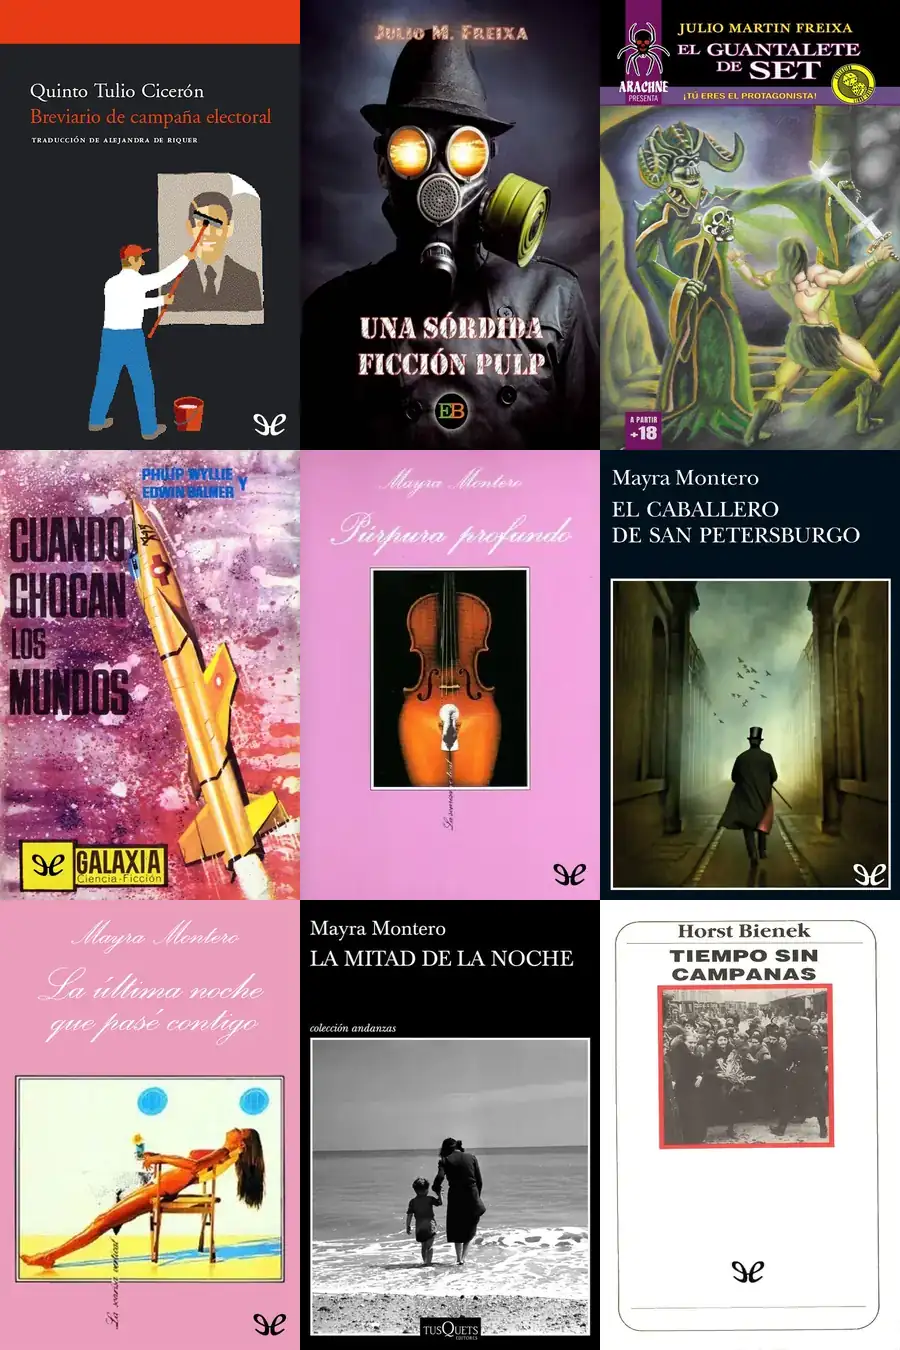 Quinto Tulio Cicerón
Breviario de campaña electoral
TRADUCCIÓN DE ALEJANDRA DE RIQUER
JULIO M. FREIXA
UNA SÓRDIDA
FICCIÓN PULP
EB
JULIO MARTIN FREIXA
EL GUANTALETE
DE SET
ARACHNE
PRESENTA
¡TÚ ERES EL PROTAGONISTA!
A PARTIR
+18
PHILIP WYLLIE Y
EDWIN BALMER
CUANDO
CHOCAN
LOS
MUNDOS
GALAXIA
Ciencia-Ficción
Mayra Montero
Púrpura profundo
La sonrisa vertical
Mayra Montero
EL CABALLERO
DE SAN PETERSBURGO
Mayra Montero
La última noche
que pasé contigo
La sonrisa vertical
Mayra Montero
LA MITAD DE LA NOCHE
colección andanzas
TUSQUETS
EDITORES
Horst Bienek
TIEMPO SIN
CAMPANAS